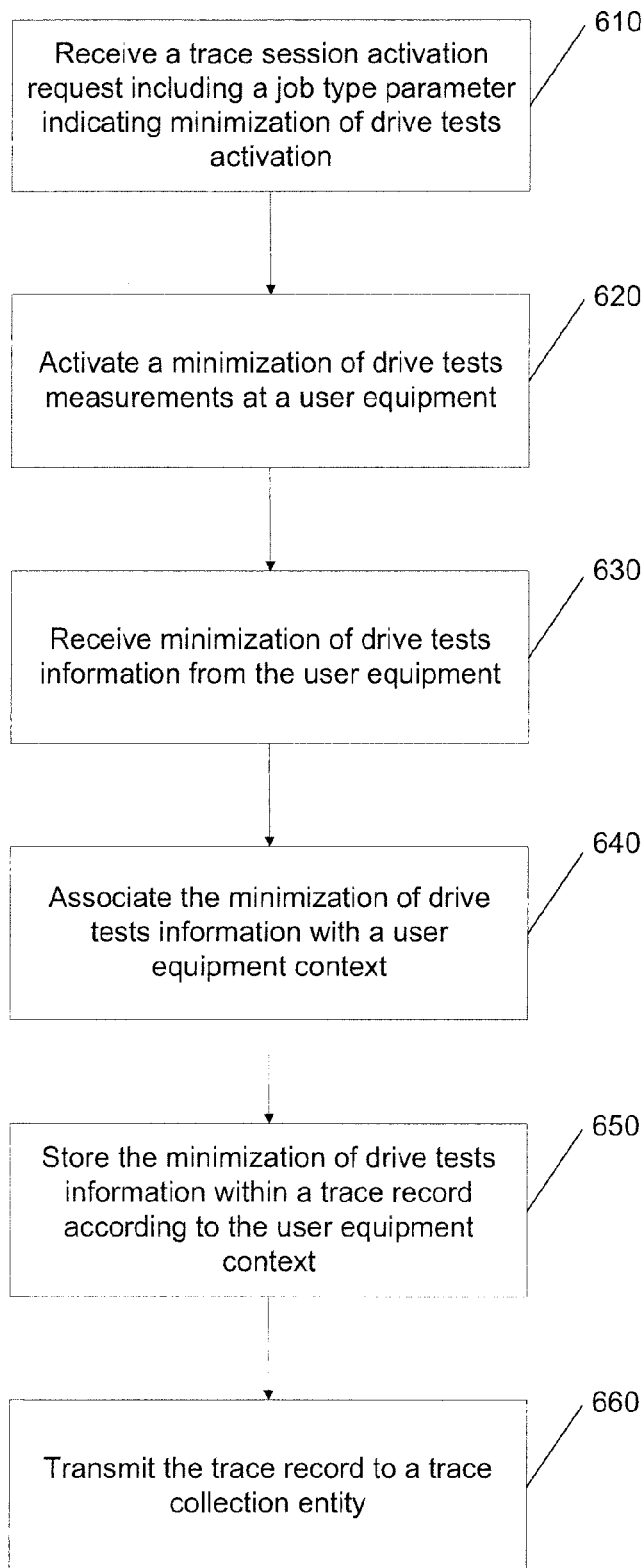 610
Receive a trace session activation
request including a job type parameter
indicating minimization of drive tests
activation
620
Activate a minimization of drive tests
measurements at a user equipment
630
Receive minimization of drive tests
information from the user equipment
640
Associate the minimization of drive
tests information with a user
equipment context
650
Store the minimization of drive tests
information within a trace record
according to the user equipment
context
660
Transmit the trace record to a trace
collection entity